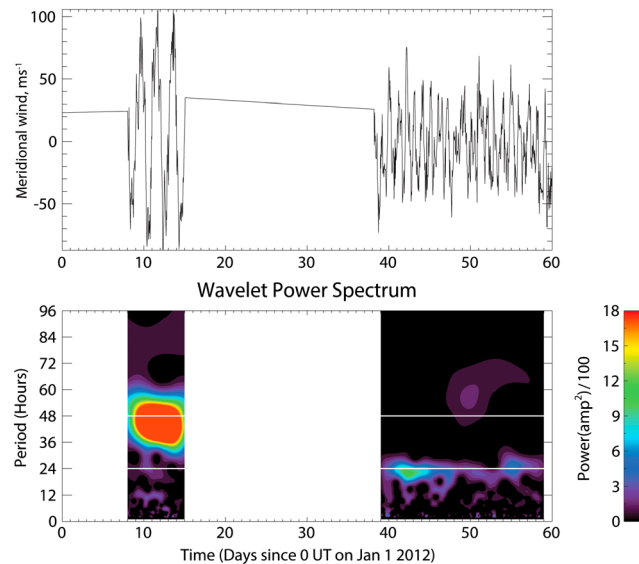 100
50
0
-50
Meridional wind, ms-1
0 10 20 30 40 50 60
Wavelet Power Spectrum
96
84
72
60
48
36
24
12
0
Period (Hours)
0 10 20 30 40 50 60
Time (Days since 0 UT on Jan 1 2012)
18
15
12
9
6
3
0
Power(amp2)/100